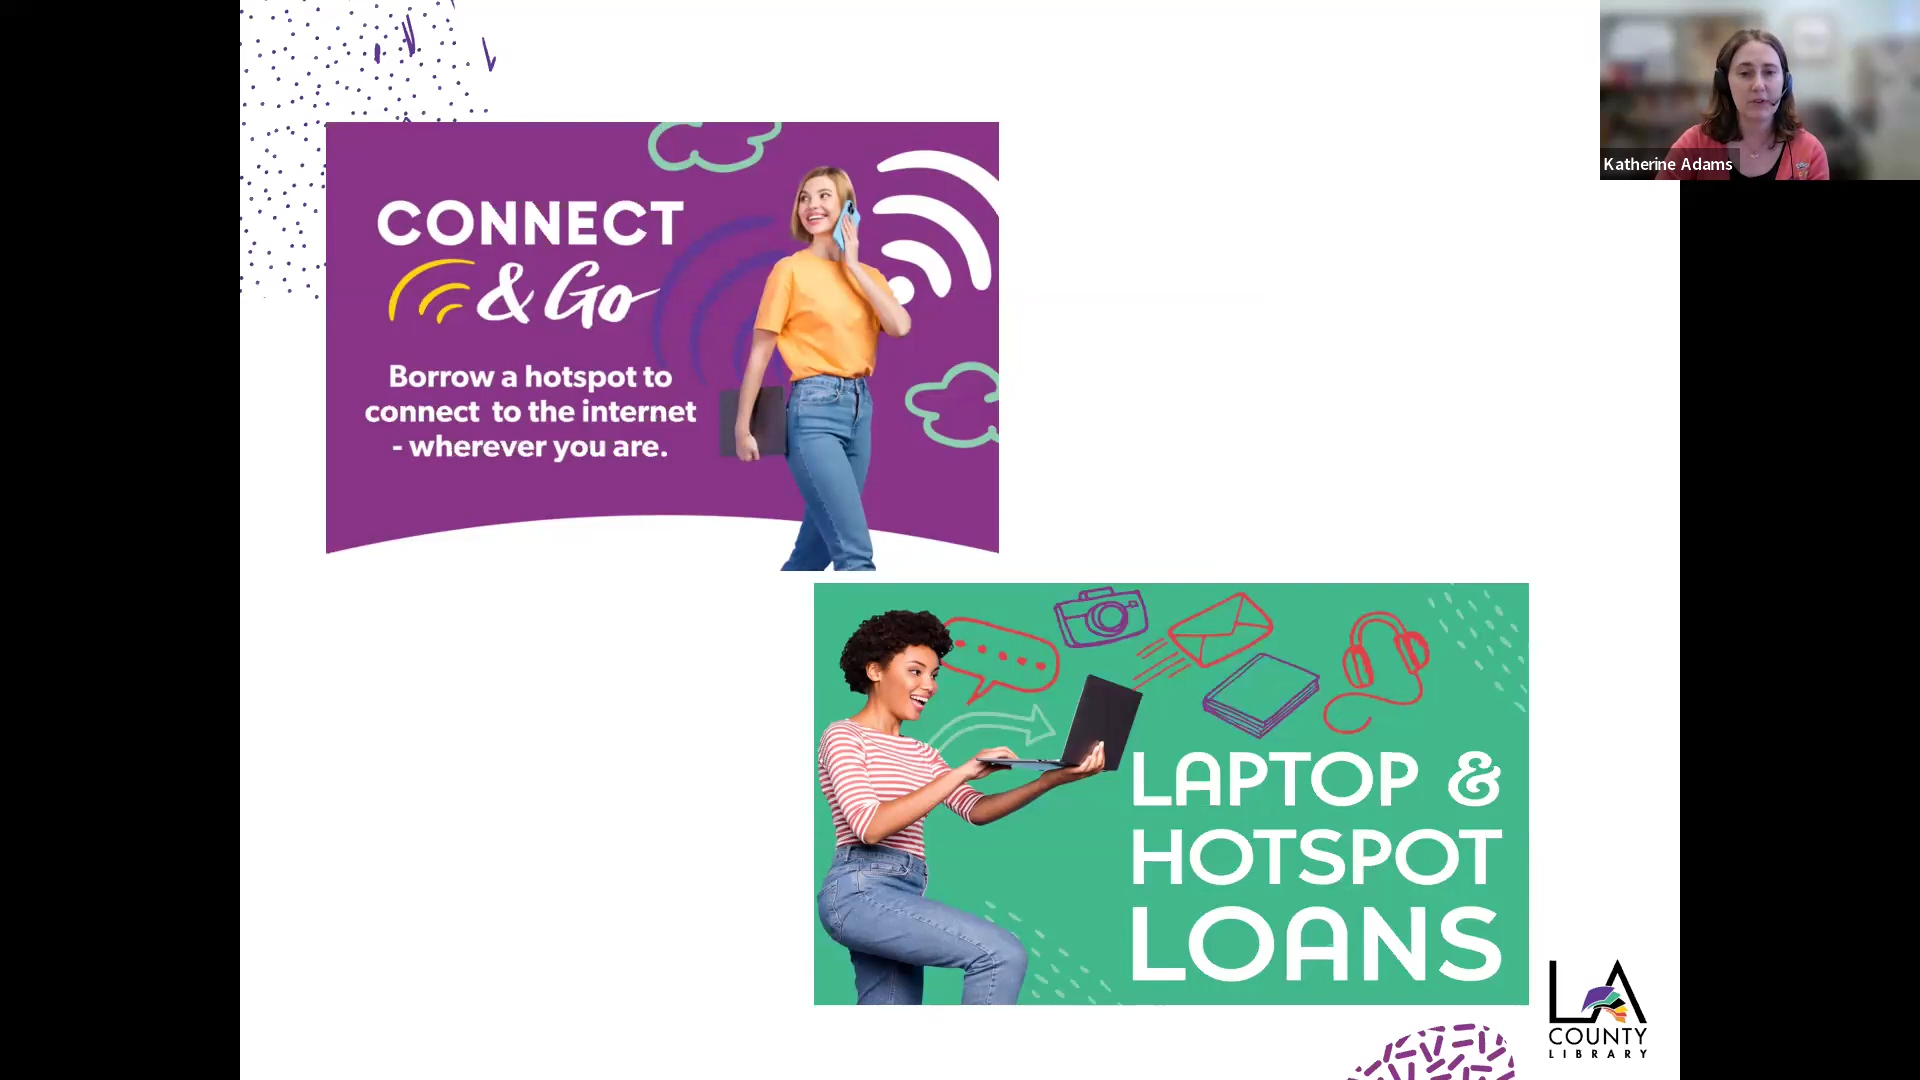 CONNECT
& Go
Borrow a hotspot to
connect to the internet
- wherever you are.
Katherine Adams
LAPTOP &
HOTSPOT
LOANS
LA
COUNTY
LIBRARY